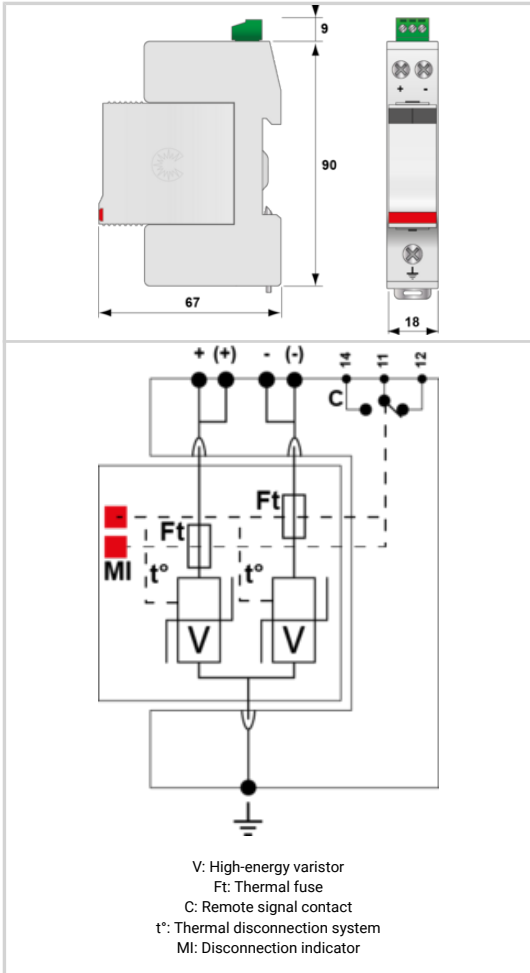 9
90
67
+ -
18
+ (+) - (-)
14 11 12
C
Ft
Ft
-
MI
t°
t°
V
V
V: High-energy varistor
Ft: Thermal fuse
C: Remote signal contact
t°: Thermal disconnection system
MI: Disconnection indicator